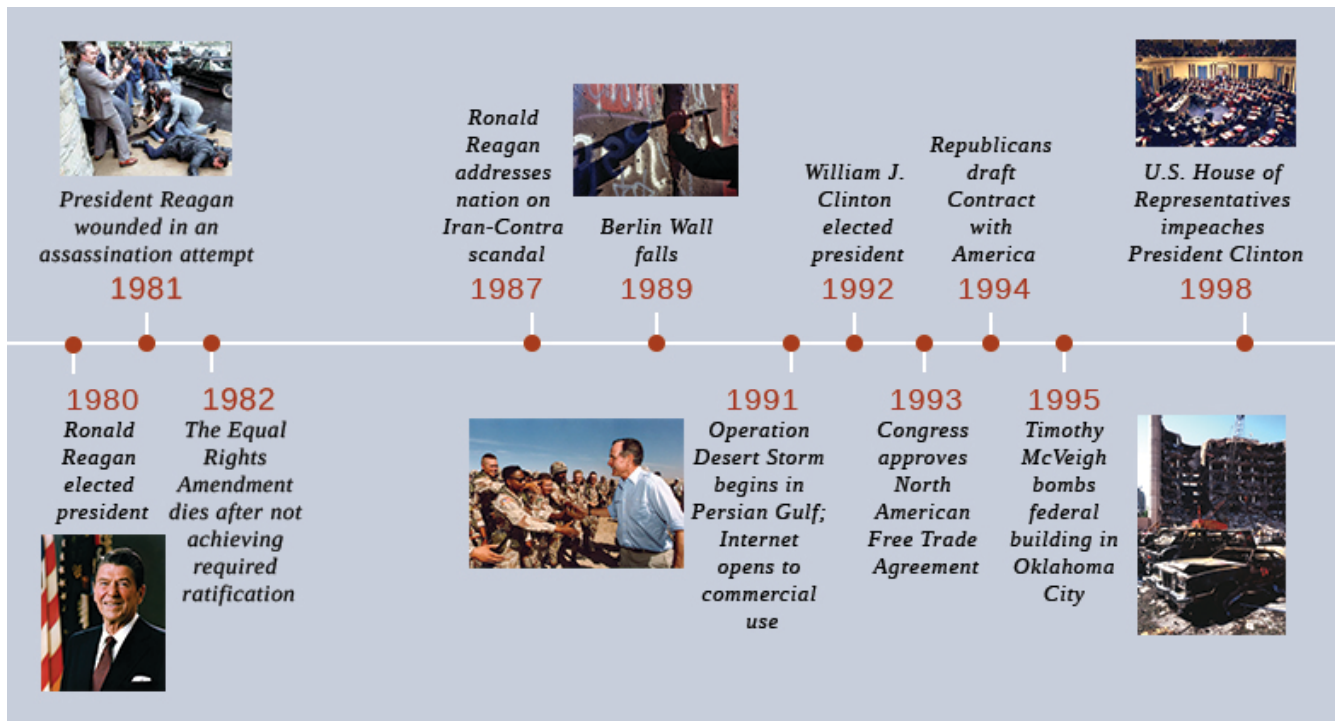 President Reagan
wounded in an
assassination attempt
1981
Ronald
Reagan
addresses
nation on
Iran-Contra
scandal
1987
Berlin Wall
falls
1989
William J.
Clinton
elected
president
1992
Republicans
draft
Contract
with
America
1994
U.S. House of
Representatives
impeaches
President Clinton
1998
1980
Ronald
Reagan
elected
president
1982
The Equal
Rights
Amendment
dies after not
achieving
required
ratification
1991
Operation
Desert Storm
begins in
Persian Gulf;
Internet
opens to
commercial
use
1993
Congress
approves
North
American
Free Trade
Agreement
1995
Timothy
McVeigh
bombs
federal
building in
Oklahoma
City